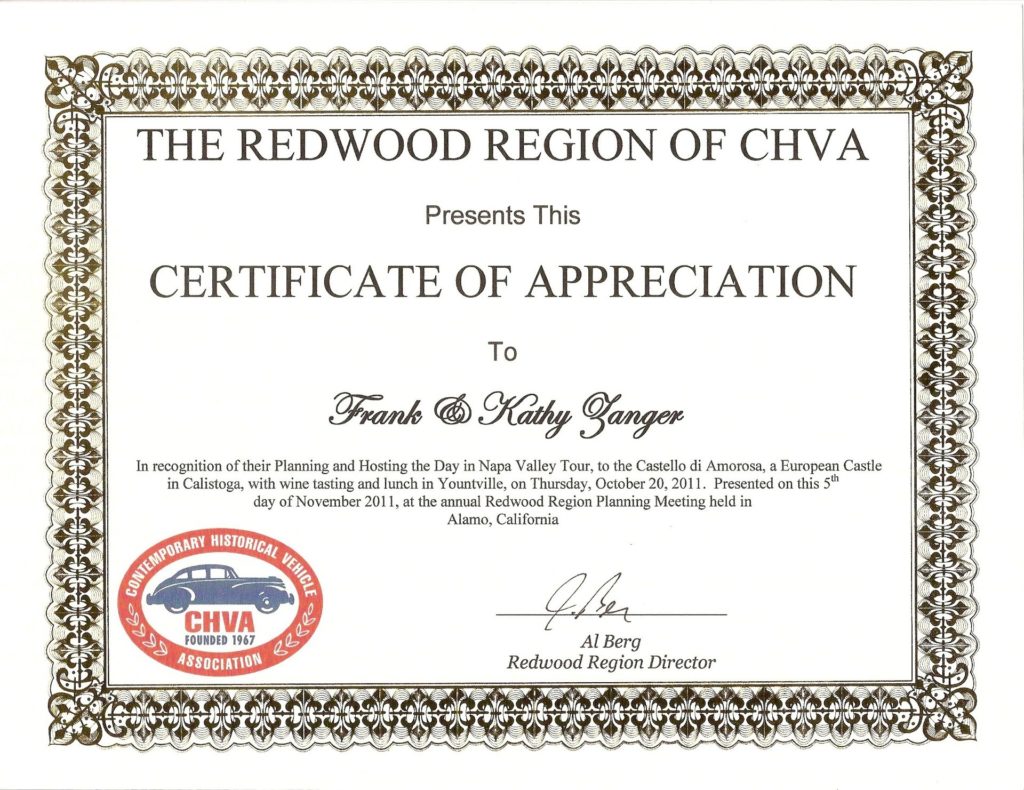 THE REDWOOD REGION OF CHVA
Presents This
CERTIFICATE OF APPRECIATION
To
Frank & Kathy Zanger
In recognition of their Planning and Hosting the Day in Napa Valley Tour, to the Castello di Amorosa, a European Castle
in Calistoga, with wine tasting and lunch in Yountville, on Thursday, October 20, 2011. Presented on this 5th
day of November 2011, at the annual Redwood Region Planning Meeting held in
Alamo, California
CONTEMPORARY HISTORICAL VEHICLE
CHVA
FOUNDED 1967
ASSOCIATION
Al Berg
Redwood Region Director